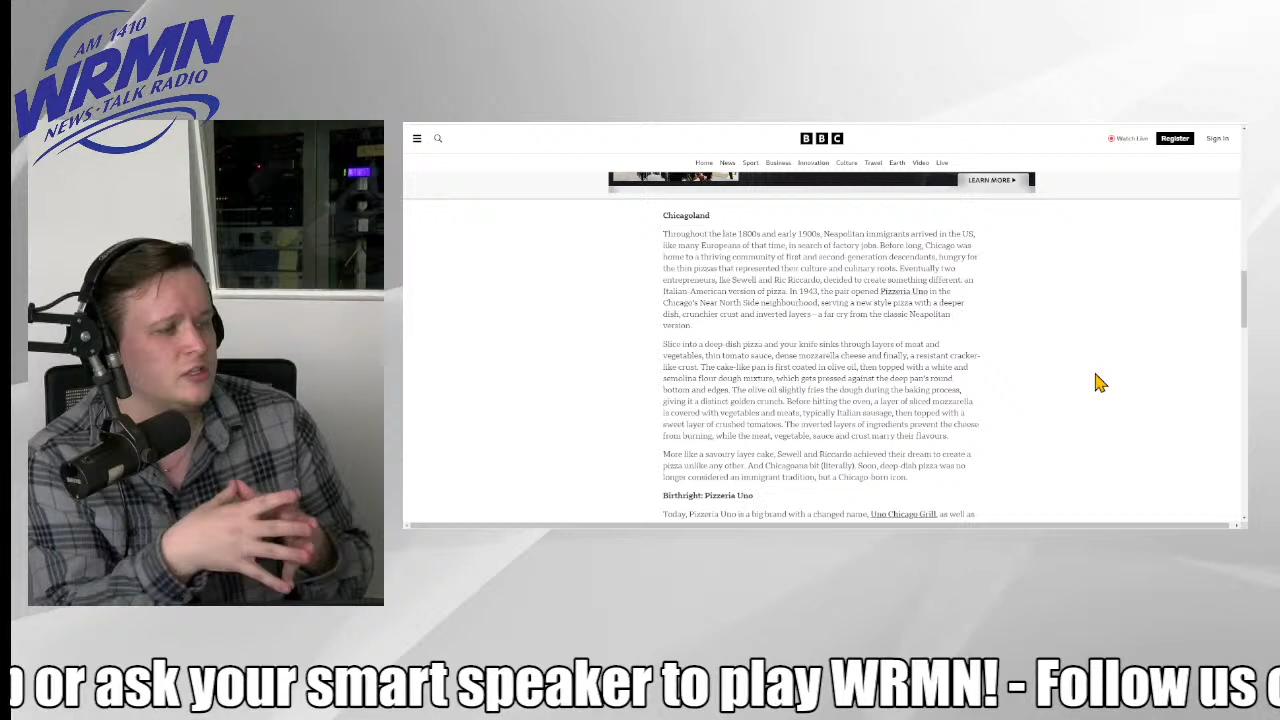 AM 1410
WRMN
NEWS-TALK RADIO
BBC
Watch Live
Register
Sign In
Home News Sport Business Innovation Culture Travel Earth Video Live
LEARN MORE
Chicagoland
Throughout the late 1800s and early 1900s, Neapolitan immigrants arrived in the US,
like many Europeans of that time, in search of factory jobs. Before long, Chicago was
home to a thriving community of first and second-generation descendants, hungry for
the thin pizzas that represented their culture and culinary roots. Eventually two
entrepreneurs, Ike Sewell and Ric Riccardo, decided to create something different: an
Italian-American version of pizza. In 1943, the pair opened Pizzeria Uno in the
Chicago's Near North Side neighbourhood, serving a new style pizza with a deeper
dish, crunchier crust and inverted layers – a far cry from the classic Neapolitan
version.
Slice into a deep-dish pizza and your knife sinks through layers of meat and
vegetables, thin tomato sauce, dense mozzarella cheese and finally, a resistant cracker-
like crust. The cake-like pan is first coated in olive oil, then topped with a white and
semolina flour dough mixture, which gets pressed against the deep pan's round
bottom and edges. The olive oil slightly fries the dough during the baking process,
giving it a distinct golden crunch. Before hitting the oven, a layer of sliced mozzarella
is covered with vegetables and meats, typically Italian sausage, then topped with a
sweet layer of crushed tomatoes. The inverted layers of ingredients prevent the cheese
from burning, while the meat, vegetable, sauce and crust marry their flavours.
More like a savoury layer cake, Sewell and Riccardo achieved their dream to create a
pizza unlike any other. And Chicagoans bit (literally). Soon, deep-dish pizza was no
longer considered an immigrant tradition, but a Chicago-born icon.
Birthright: Pizzeria Uno
Today, Pizzeria Uno is a big brand with a changed name, Uno Chicago Grill, as well as
or ask your smart speaker to play WRMN! - Follow us